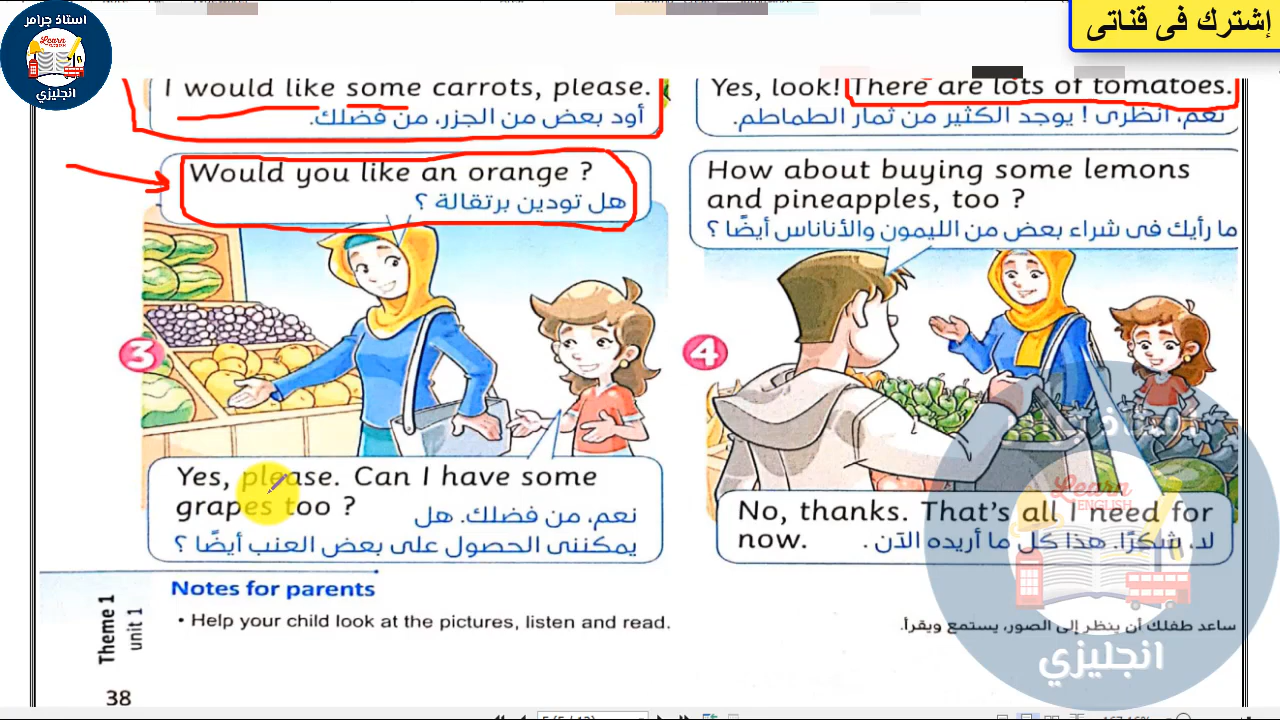 استاذ جرامر
Learn
ENGLISH
انجليزي
إشترك فى قناتى
I would like some carrots, please.
أود بعض من الجزر، من فضلك.
Would you like an orange ?
هل تودين برتقالة ؟
3
Yes, please. Can I have some
grapes too ?
نعم، من فضلك. هل
يمكننى الحصول على بعض العنب أيضًا ؟
Yes, look! There are lots of tomatoes.
نعم، انظرى ! يوجد الكثير من ثمار الطماطم.
How about buying some lemons
and pineapples, too ?
ما رأيك فى شراء بعض من الليمون والأناناس أيضًا ؟
4
No, thanks. That's all I need for
now.
لا، شكرًا. هذا كل ما أريده الآن .
Learn
ENGLISH
انجليزي
Notes for parents
• Help your child look at the pictures, listen and read.
ساعد طفلك أن ينظر إلى الصور، يستمع ويقرأ.
Theme 1
unit 1
38